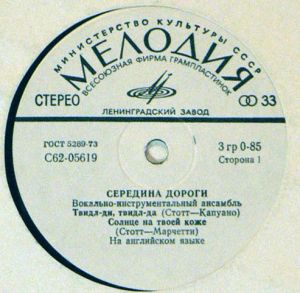 МИНИСТЕРСТВО КУЛЬТУРЫ СССР
МЕЛОДИЯ
ВСЕСОЮЗНАЯ ФИРМА ГРАМПЛАСТИНОК
СТЕРЕО 33
ЛЕНИНГРАДСКИЙ ЗАВОД
ГОСТ 5289-73 3 гр 0-85
С62-05619 Сторона 1
СЕРЕДИНА ДОРОГИ
Вокально-инструментальный ансамбль
Твидл-ди, твидл-да (Стотт—Капуано)
Солнце на твоей коже
(Стотт—Марчетти)
На английском языке